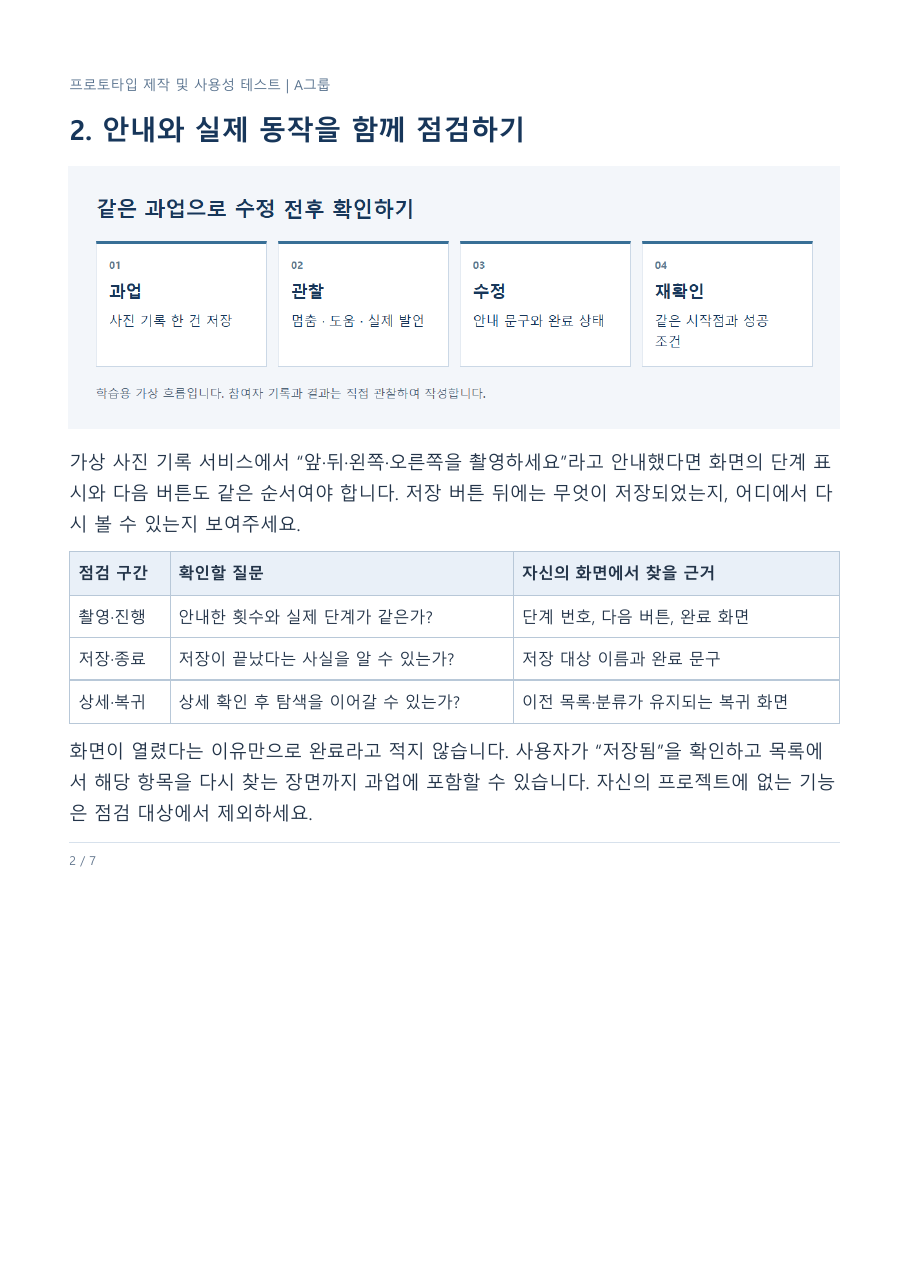 프로토타입 제작 및 사용성 테스트 | A그룹
2. 안내와 실제 동작을 함께 점검하기
같은 과업으로 수정 전후 확인하기
01
과업
사진 기록 한 건 저장
02
관찰
멈춤 · 도움 · 실제 발언
03
수정
안내 문구와 완료 상태
04
재확인
같은 시작점과 성공
조건
학습용 가상 흐름입니다. 참여자 기록과 결과는 직접 관찰하여 작성합니다.
가상 사진 기록 서비스에서 “앞·뒤·왼쪽·오른쪽을 촬영하세요”라고 안내했다면 화면의 단계 표
시와 다음 버튼도 같은 순서여야 합니다. 저장 버튼 뒤에는 무엇이 저장되었는지, 어디에서 다
시 볼 수 있는지 보여주세요.
점검 구간 확인할 질문 자신의 화면에서 찾을 근거
촬영·진행 안내한 횟수와 실제 단계가 같은가? 단계 번호, 다음 버튼, 완료 화면
저장·종료 저장이 끝났다는 사실을 알 수 있는가? 저장 대상 이름과 완료 문구
상세·복귀 상세 확인 후 탐색을 이어갈 수 있는가? 이전 목록·분류가 유지되는 복귀 화면
화면이 열렸다는 이유만으로 완료라고 적지 않습니다. 사용자가 “저장됨”을 확인하고 목록에
서 해당 항목을 다시 찾는 장면까지 과업에 포함할 수 있습니다. 자신의 프로젝트에 없는 기능
은 점검 대상에서 제외하세요.
2 / 7